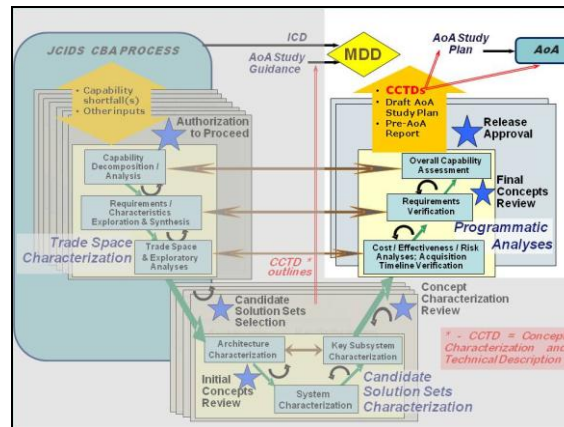 JCIDS CBA PROCESS
ICD
AoA Study
Guidance
MDD
AoA Study
Plan
AoA
• Capability
shortfall(s)
• Other inputs
• CCTDs
• Draft AoA
Study Plan
• Pre-AoA
Report
Authorization
to Proceed
Release
Approval
Capability
Decomposition /
Analysis
Overall Capability
Assessment
Final
Concepts
Review
Requirements /
Characteristics
Exploration & Synthesis
Requirements
Verification
Programmatic
Analyses
Trade Space
Characterization
Trade Space
& Exploratory
Analyses
Cost / Effectiveness / Risk
Analyses; Acquisition
Timeline Verification
CCTD *
outlines
Candidate
Solution Sets
Selection
Concept
Characterization
Review
Architecture
Characterization
Key Subsystem
Characterization
* - CCTD = Concept
Characterization and
Technical Description
Initial
Concepts
Review
System
Characterization
Candidate
Solution Sets
Characterization